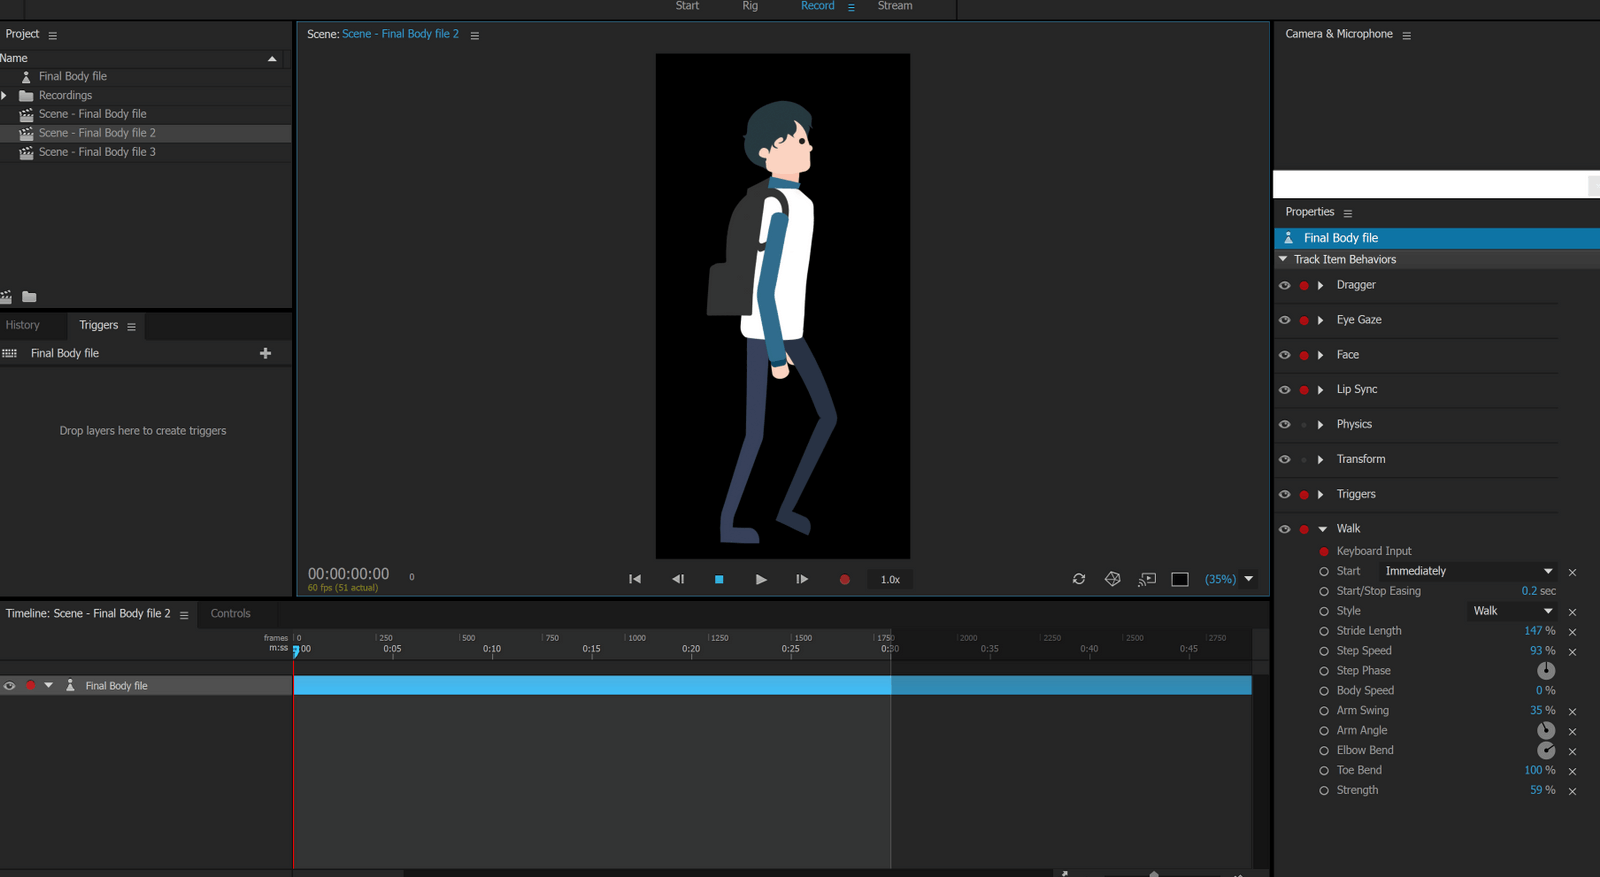 Start Rig Record Stream
Project
Name
Final Body file
Recordings
Scene - Final Body file
Scene - Final Body file 2
Scene - Final Body file 3
History Triggers
Final Body file
Drop layers here to create triggers
Scene: Scene - Final Body file 2
00:00:00:00 0
60 fps (51 actual)
1.0x
(35%)
Camera & Microphone
Properties
Final Body file
Track Item Behaviors
Dragger
Eye Gaze
Face
Lip Sync
Physics
Transform
Triggers
Walk
Keyboard Input
Start Immediately
Start/Stop Easing 0.2 sec
Style Walk
Stride Length 147 %
Step Speed 93 %
Step Phase
Body Speed 0 %
Arm Swing 35 %
Arm Angle
Elbow Bend
Toe Bend 100 %
Strength 59 %
Timeline: Scene - Final Body file 2 Controls
frames 0 250 500 750 1000 1250 1500 1750 2000 2250 2500 2750
m:ss :00 0:05 0:10 0:15 0:20 0:25 0:30 0:35 0:40 0:45
Final Body file